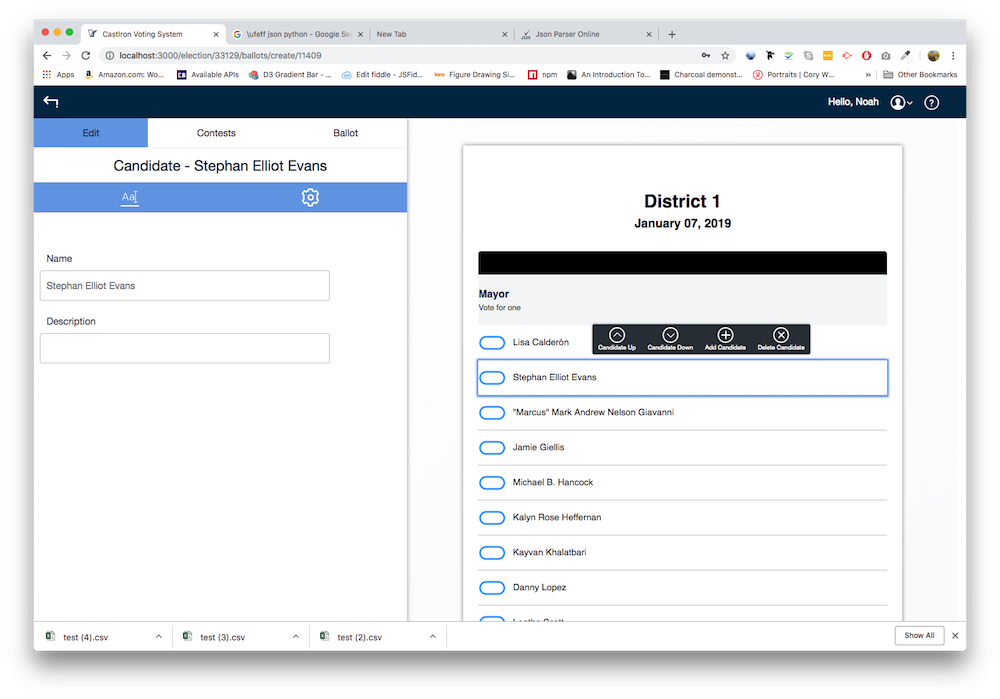 CastIron Voting System
\ufeff json python - Google Se
New Tab
Json Parser Online
localhost:3000/election/33129/ballots/create/11409
Apps
Amazon.com: Wo...
Available APIs
D3 Gradient Bar - ...
Edit fiddle - JSFid...
Figure Drawing Si...
npm
An Introduction To...
Charcoal demonst...
Portraits | Cory W...
»
Other Bookmarks
Hello, Noah
?
Edit
Contests
Ballot
Candidate - Stephan Elliot Evans
Aa
Name
Stephan Elliot Evans
Description
District 1
January 07, 2019
Mayor
Vote for one
Lisa Calderón
Candidate Up
Candidate Down
Add Candidate
Delete Candidate
Stephan Elliot Evans
"Marcus" Mark Andrew Nelson Giavanni
Jamie Giellis
Michael B. Hancock
Kalyn Rose Heffernan
Kayvan Khalatbari
Danny Lopez
test (4).csv
test (3).csv
test (2).csv
Show All